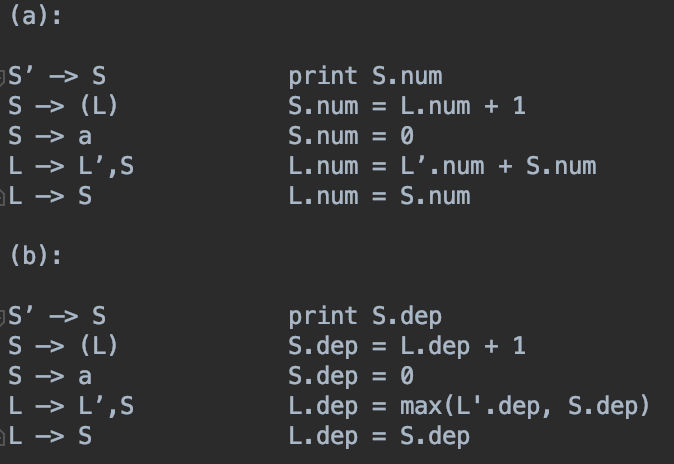 (a):
S’ —> S print S.num
S —> (L) S.num = L.num + 1
S —> a S.num = 0
L —> L’,S L.num = L’.num + S.num
L —> S L.num = S.num
(b):
S’ —> S print S.dep
S —> (L) S.dep = L.dep + 1
S —> a S.dep = 0
L —> L’,S L.dep = max(L'.dep, S.dep)
L —> S L.dep = S.dep